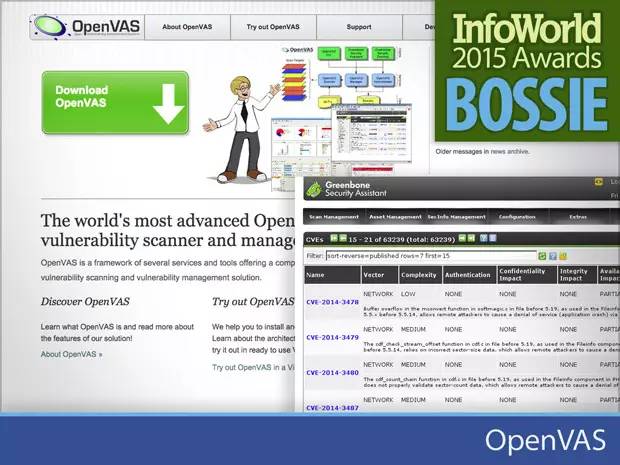 OpenVAS
About OpenVAS
Try out OpenVAS
Support
InfoWorld
2015 Awards
BOSSIE
Download
OpenVAS
OpenVAS
Older messages in news archive.
The world's most advanced Open
vulnerability scanner and manage
OpenVAS is a framework of several services and tools offering a comp
vulnerability scanning and vulnerability management solution.
Discover OpenVAS
Try out OpenVAS
Learn what OpenVAS is and read more about
the features of our solution!
About OpenVAS »
We help you to install and
Learn about the architect
try it out in ready to use V
Try out OpenVAS in a Vi
Greenbone
Security Assistant
Scan Management
Asset Management
Sec Info Management
Configuration
Extras
CVEs
15 - 21 of 63239 (total: 63239)
Filter:
sort-reverse=published rows=7 first=15
Name
Vector
Complexity
Authentication
Confidentiality
Impact
Integrity
Impact
Availa
Impac
CVE-2014-3478
NETWORK LOW NONE NONE NONE PARTIA
Buffer overflow in the mconvert function in softmagic.c in file before 5.19, as used in the Fileinfo
5.5.x before 5.5.14, allows remote attackers to cause a denial of service (application crash) via
CVE-2014-3479
NETWORK MEDIUM NONE NONE NONE PARTIA
The cdf_check_stream_offset function in cdf.c in file before 5.19, as used in the Fileinfo compone
before 5.5.14, relies on incorrect sector-size data, which allows remote attackers to cause a den
CVE-2014-3480
NETWORK MEDIUM NONE NONE NONE PARTIA
The cdf_count_chain function in cdf.c in file before 5.19, as used in the Fileinfo component in PH
does not properly validate sector-count data, which allows remote attackers to cause a denial of
CVE-2014-3487
NETWORK MEDIUM NONE NONE NONE PARTIA
OpenVAS